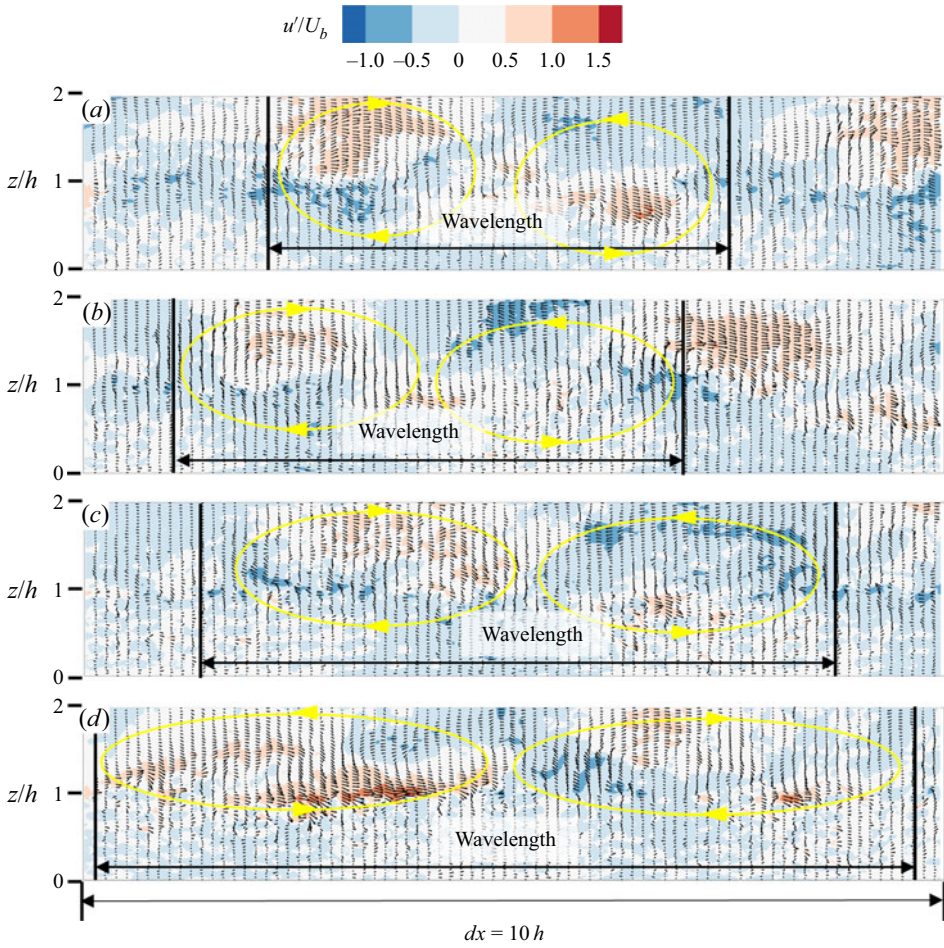 u′/U_b
–1.0 –0.5 0 0.5 1.0 1.5
2
(a)
z/h 1
Wavelength
0
2
(b)
z/h 1
Wavelength
0
2
(c)
z/h 1
Wavelength
0
2
(d)
z/h 1
Wavelength
0
dx = 10 h